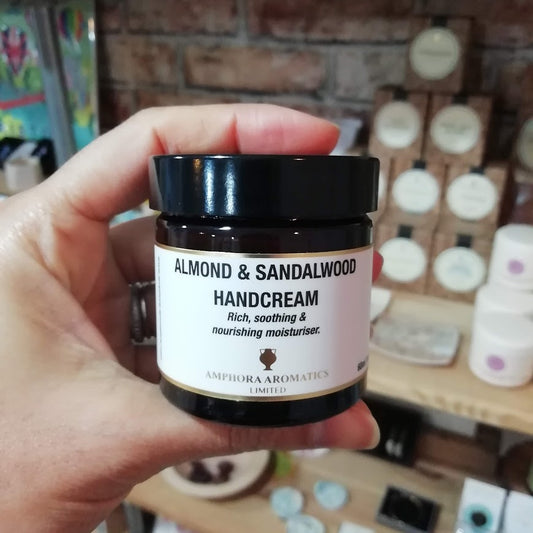 ALMOND & SANDALWOOD
HANDCREAM
Rich, soothing &
nourishing moisturiser.
AMPHORA AROMATICS
LIMITED